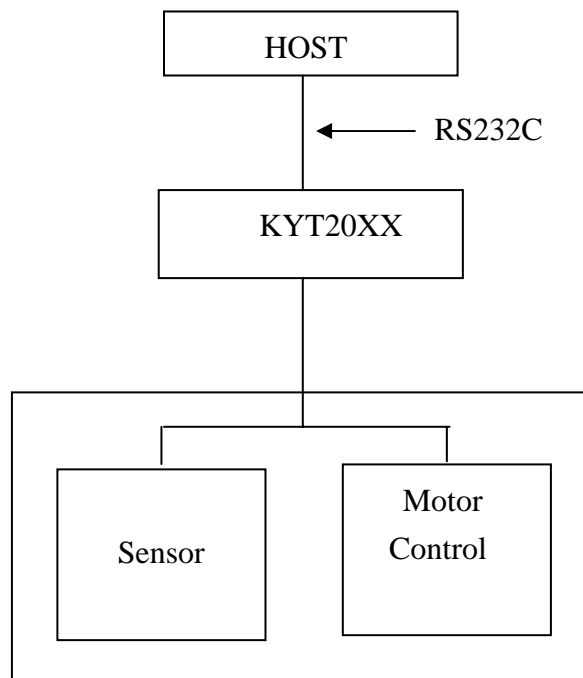 HOST
RS232C
KYT20XX
Sensor
Motor
Control